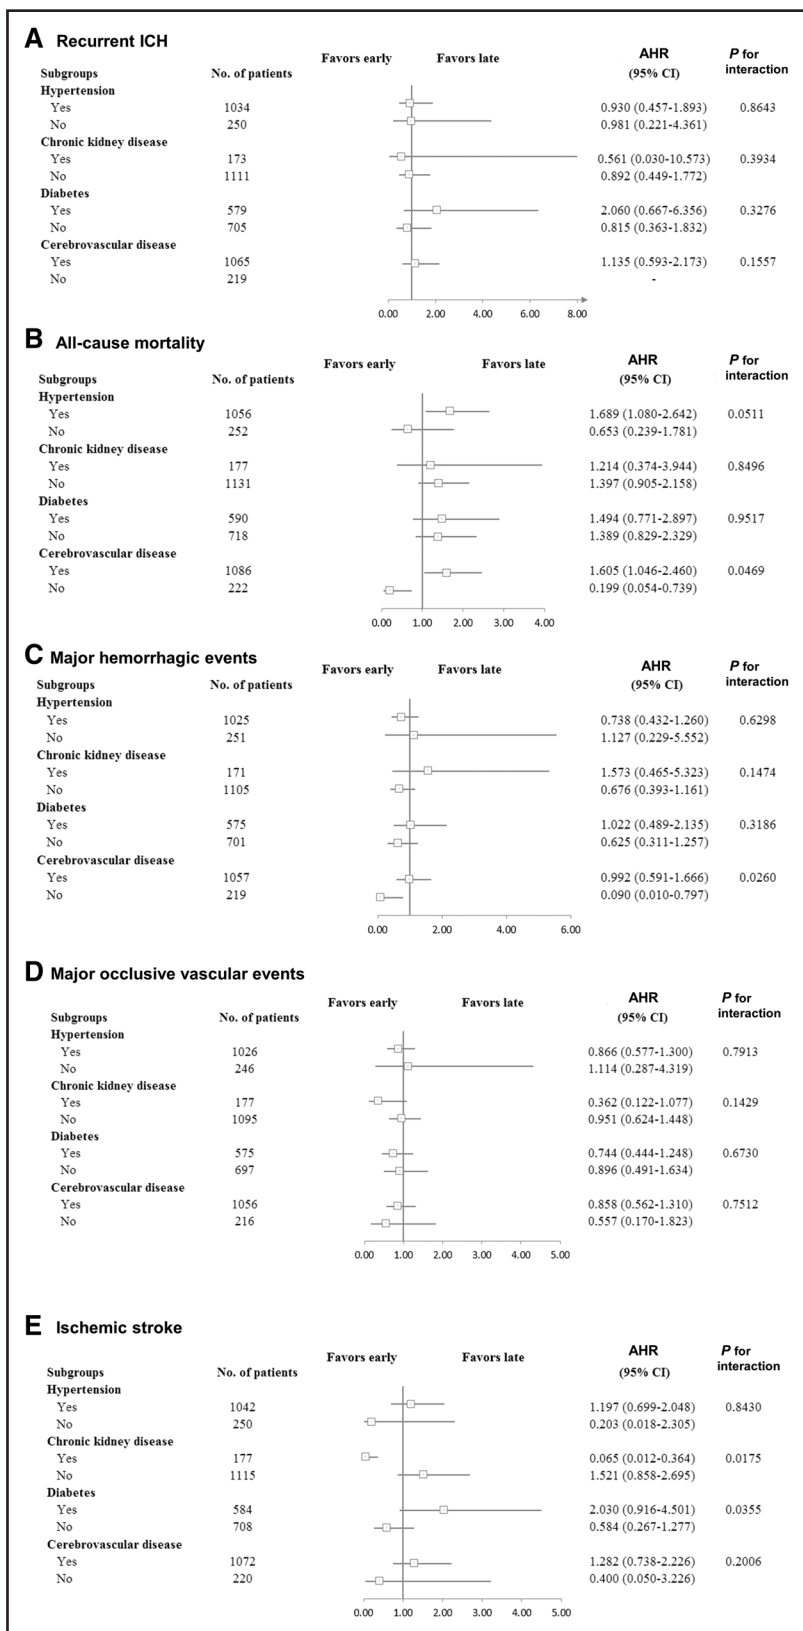 A Recurrent ICH
Favors early Favors late AHR P for
Subgroups No. of patients (95% CI) interaction
Hypertension
Yes 1034 0.930 (0.457-1.893) 0.8643
No 250 0.981 (0.221-4.361)
Chronic kidney disease
Yes 173 0.561 (0.030-10.573) 0.3934
No 1111 0.892 (0.449-1.772)
Diabetes
Yes 579 2.060 (0.667-6.356) 0.3276
No 705 0.815 (0.363-1.832)
Cerebrovascular disease
Yes 1065 1.135 (0.593-2.173) 0.1557
No 219 -
0.00 2.00 4.00 6.00 8.00
B All-cause mortality
Favors early Favors late AHR P for
Subgroups No. of patients (95% CI) interaction
Hypertension
Yes 1056 1.689 (1.080-2.642) 0.0511
No 252 0.653 (0.239-1.781)
Chronic kidney disease
Yes 177 1.214 (0.374-3.944) 0.8496
No 1131 1.397 (0.905-2.158)
Diabetes
Yes 590 1.494 (0.771-2.897) 0.9517
No 718 1.389 (0.829-2.329)
Cerebrovascular disease
Yes 1086 1.605 (1.046-2.460) 0.0469
No 222 0.199 (0.054-0.739)
0.00 1.00 2.00 3.00 4.00
C Major hemorrhagic events
Favors early Favors late AHR P for
Subgroups No. of patients (95% CI) interaction
Hypertension
Yes 1025 0.738 (0.432-1.260) 0.6298
No 251 1.127 (0.229-5.552)
Chronic kidney disease
Yes 171 1.573 (0.465-5.323) 0.1474
No 1105 0.676 (0.393-1.161)
Diabetes
Yes 575 1.022 (0.489-2.135) 0.3186
No 701 0.625 (0.311-1.257)
Cerebrovascular disease
Yes 1057 0.992 (0.591-1.666) 0.0260
No 219 0.090 (0.010-0.797)
0.00 2.00 4.00 6.00
D Major occlusive vascular events
Favors early Favors late AHR P for
Subgroups No. of patients (95% CI) interaction
Hypertension
Yes 1026 0.866 (0.577-1.300) 0.7913
No 246 1.114 (0.287-4.319)
Chronic kidney disease
Yes 177 0.362 (0.122-1.077) 0.1429
No 1095 0.951 (0.624-1.448)
Diabetes
Yes 575 0.744 (0.444-1.248) 0.6730
No 697 0.896 (0.491-1.634)
Cerebrovascular disease
Yes 1056 0.858 (0.562-1.310) 0.7512
No 216 0.557 (0.170-1.823)
0.00 1.00 2.00 3.00 4.00 5.00
E Ischemic stroke
Favors early Favors late AHR P for
Subgroups No. of patients (95% CI) interaction
Hypertension
Yes 1042 1.197 (0.699-2.048) 0.8430
No 250 0.203 (0.018-2.305)
Chronic kidney disease
Yes 177 0.065 (0.012-0.364) 0.0175
No 1115 1.521 (0.858-2.695)
Diabetes
Yes 584 2.030 (0.916-4.501) 0.0355
No 708 0.584 (0.267-1.277)
Cerebrovascular disease
Yes 1072 1.282 (0.738-2.226) 0.2006
No 220 0.400 (0.050-3.226)
0.00 1.00 2.00 3.00 4.00 5.00